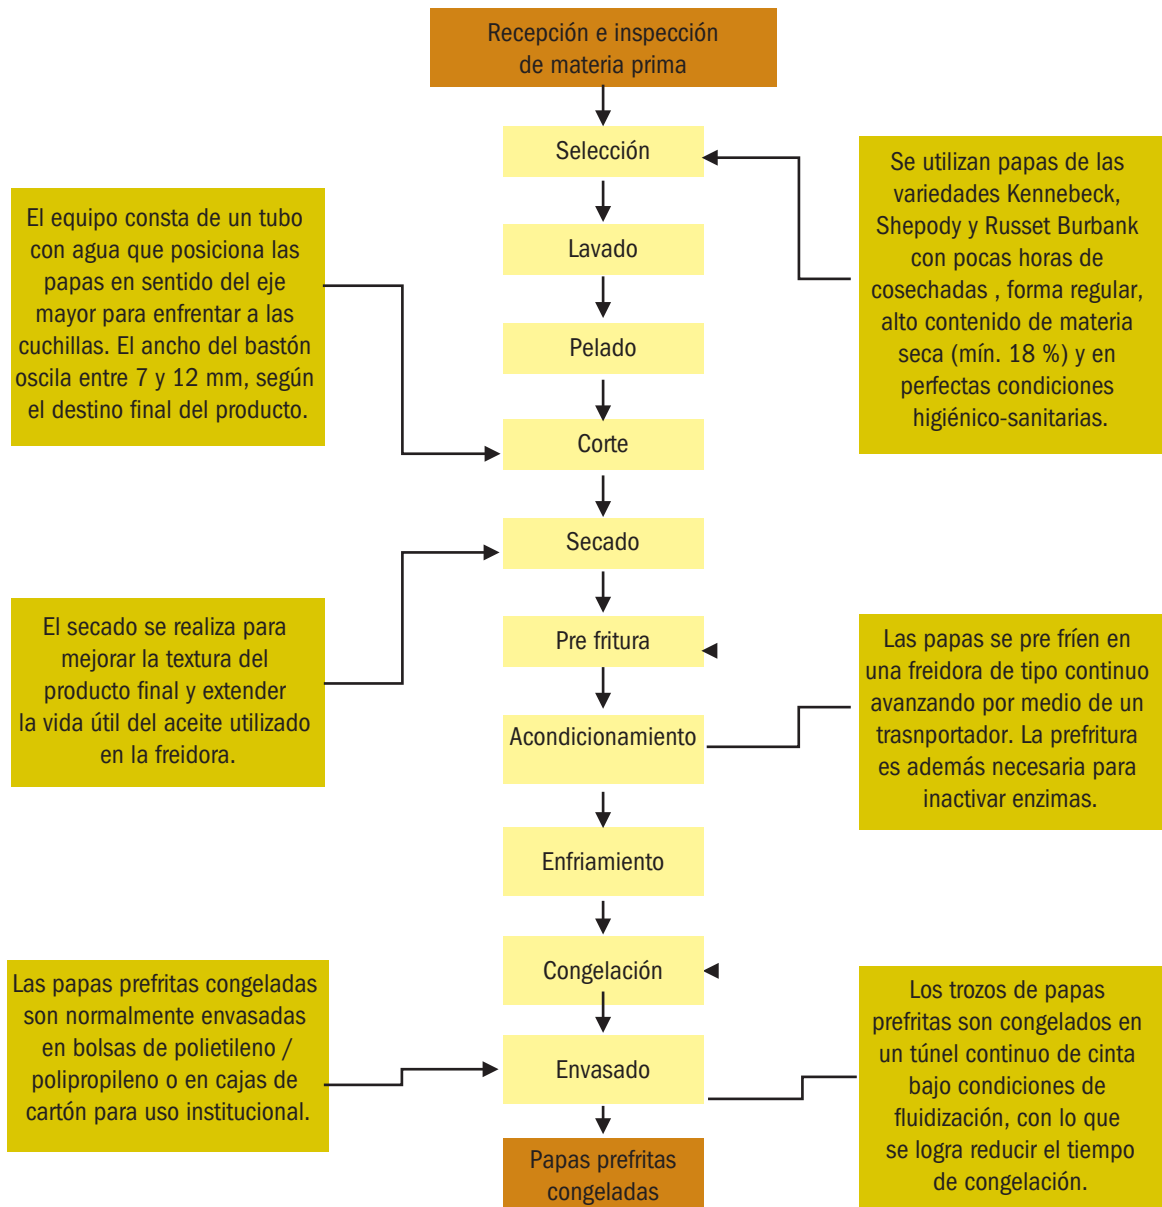 Recepción e inspección
de materia prima
Selección
Se utilizan papas de las
variedades Kennebeck,
Shepody y Russet Burbank
con pocas horas de
cosechadas , forma regular,
alto contenido de materia
seca (mín. 18 %) y en
perfectas condiciones
higiénico-sanitarias.
Lavado
El equipo consta de un tubo
con agua que posiciona las
papas en sentido del eje
mayor para enfrentar a las
cuchillas. El ancho del bastón
oscila entre 7 y 12 mm, según
el destino final del producto.
Pelado
Corte
Secado
El secado se realiza para
mejorar la textura del
producto final y extender
la vida útil del aceite utilizado
en la freidora.
Pre fritura
Las papas se pre fríen en
una freidora de tipo continuo
avanzando por medio de un
trasnportador. La prefritura
es además necesaria para
inactivar enzimas.
Acondicionamiento
Enfriamiento
Congelación
Las papas prefritas congeladas
son normalmente envasadas
en bolsas de polietileno /
polipropileno o en cajas de
cartón para uso institucional.
Los trozos de papas
prefritas son congelados en
un túnel continuo de cinta
bajo condiciones de
fluidización, con lo que
se logra reducir el tiempo
de congelación.
Envasado
Papas prefritas
congeladas